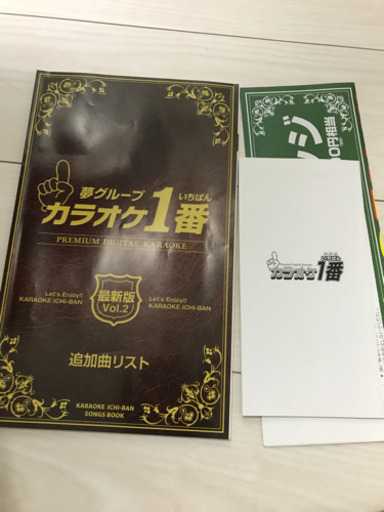 夢グループ
いちばん
カラオケ1番
PREMIUM DIGITAL KARAOKE
Let's Enjoy!!
KARAOKE ICHI-BAN
最新版
Vol.2
Let's Enjoy!!
KARAOKE ICHI-BAN
追加曲リスト
KARAOKE ICHI-BAN
SONGS BOOK
カラオケ1番